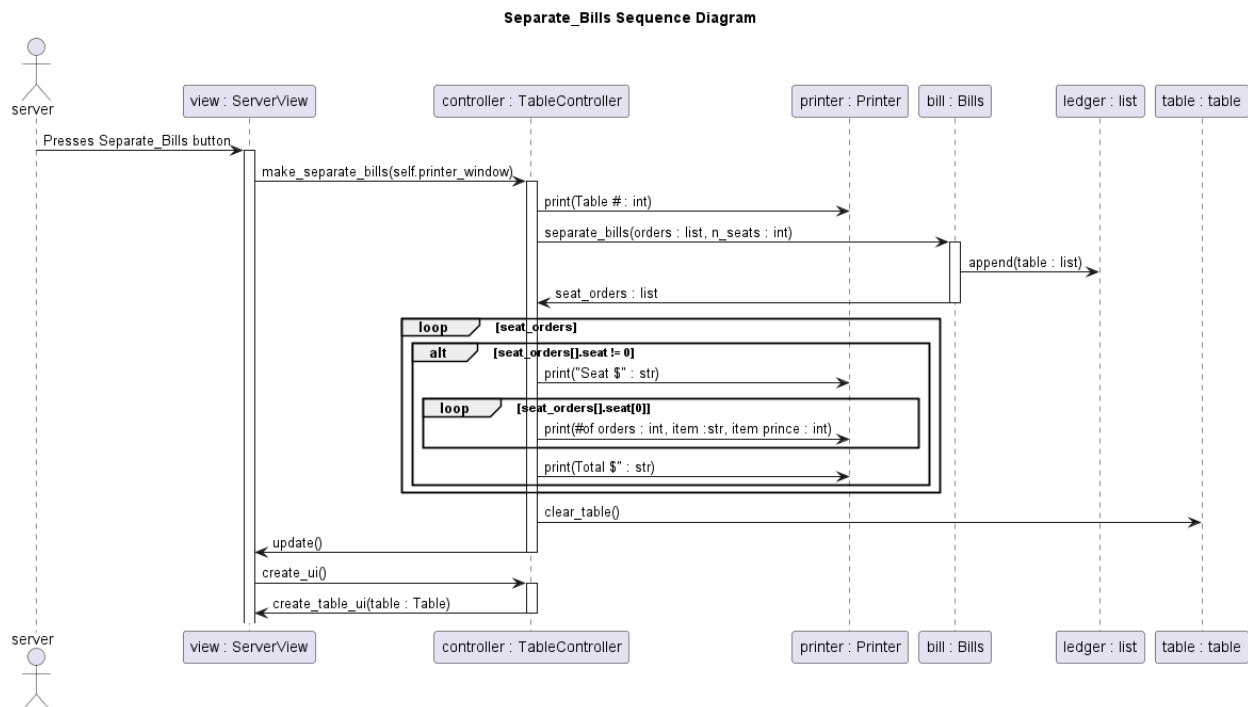 Separate_Bills Sequence Diagram
server
view : ServerView
controller : TableController
printer : Printer
bill : Bills
ledger : list
table : table
Presses Separate_Bills button
make_separate_bills(self.printer_window)
print(Table # : int)
separate_bills(orders : list, n_seats : int)
append(table : list)
seat_orders : list
loop [seat_orders]
alt [seat_orders[].seat != 0]
print("Seat $" : str)
loop [seat_orders[].seat[0]]
print(#of orders : int, item :str, item prince : int)
print(Total $" : str)
clear_table()
update()
create_ui()
create_table_ui(table : Table)
server
view : ServerView
controller : TableController
printer : Printer
bill : Bills
ledger : list
table : table